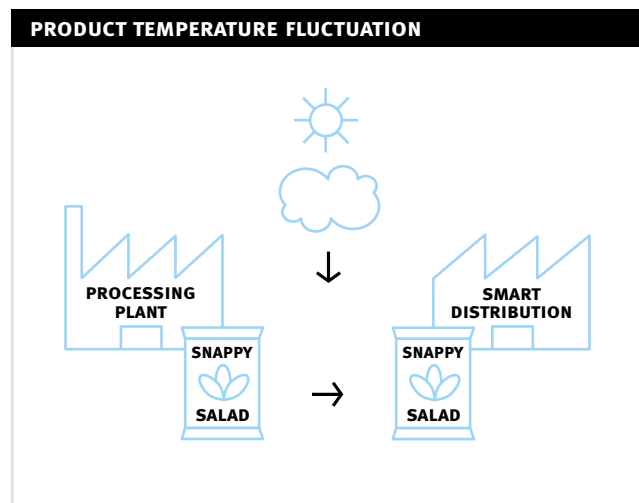 PRODUCT TEMPERATURE FLUCTUATION
PROCESSING
PLANT
SMART
DISTRIBUTION
SNAPPY
SALAD
SNAPPY
SALAD